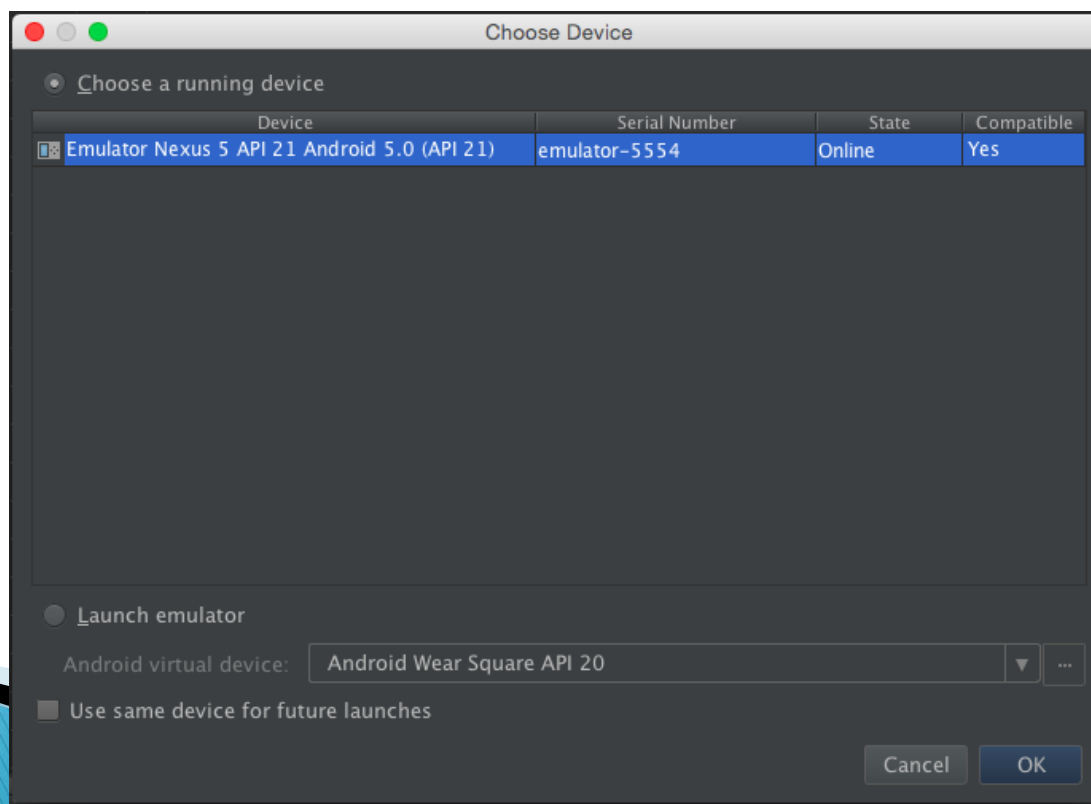 Choose Device
Choose a running device
Device Serial Number State Compatible
Emulator Nexus 5 API 21 Android 5.0 (API 21) emulator-5554 Online Yes
Launch emulator
Android virtual device: Android Wear Square API 20 ...
Use same device for future launches
Cancel OK